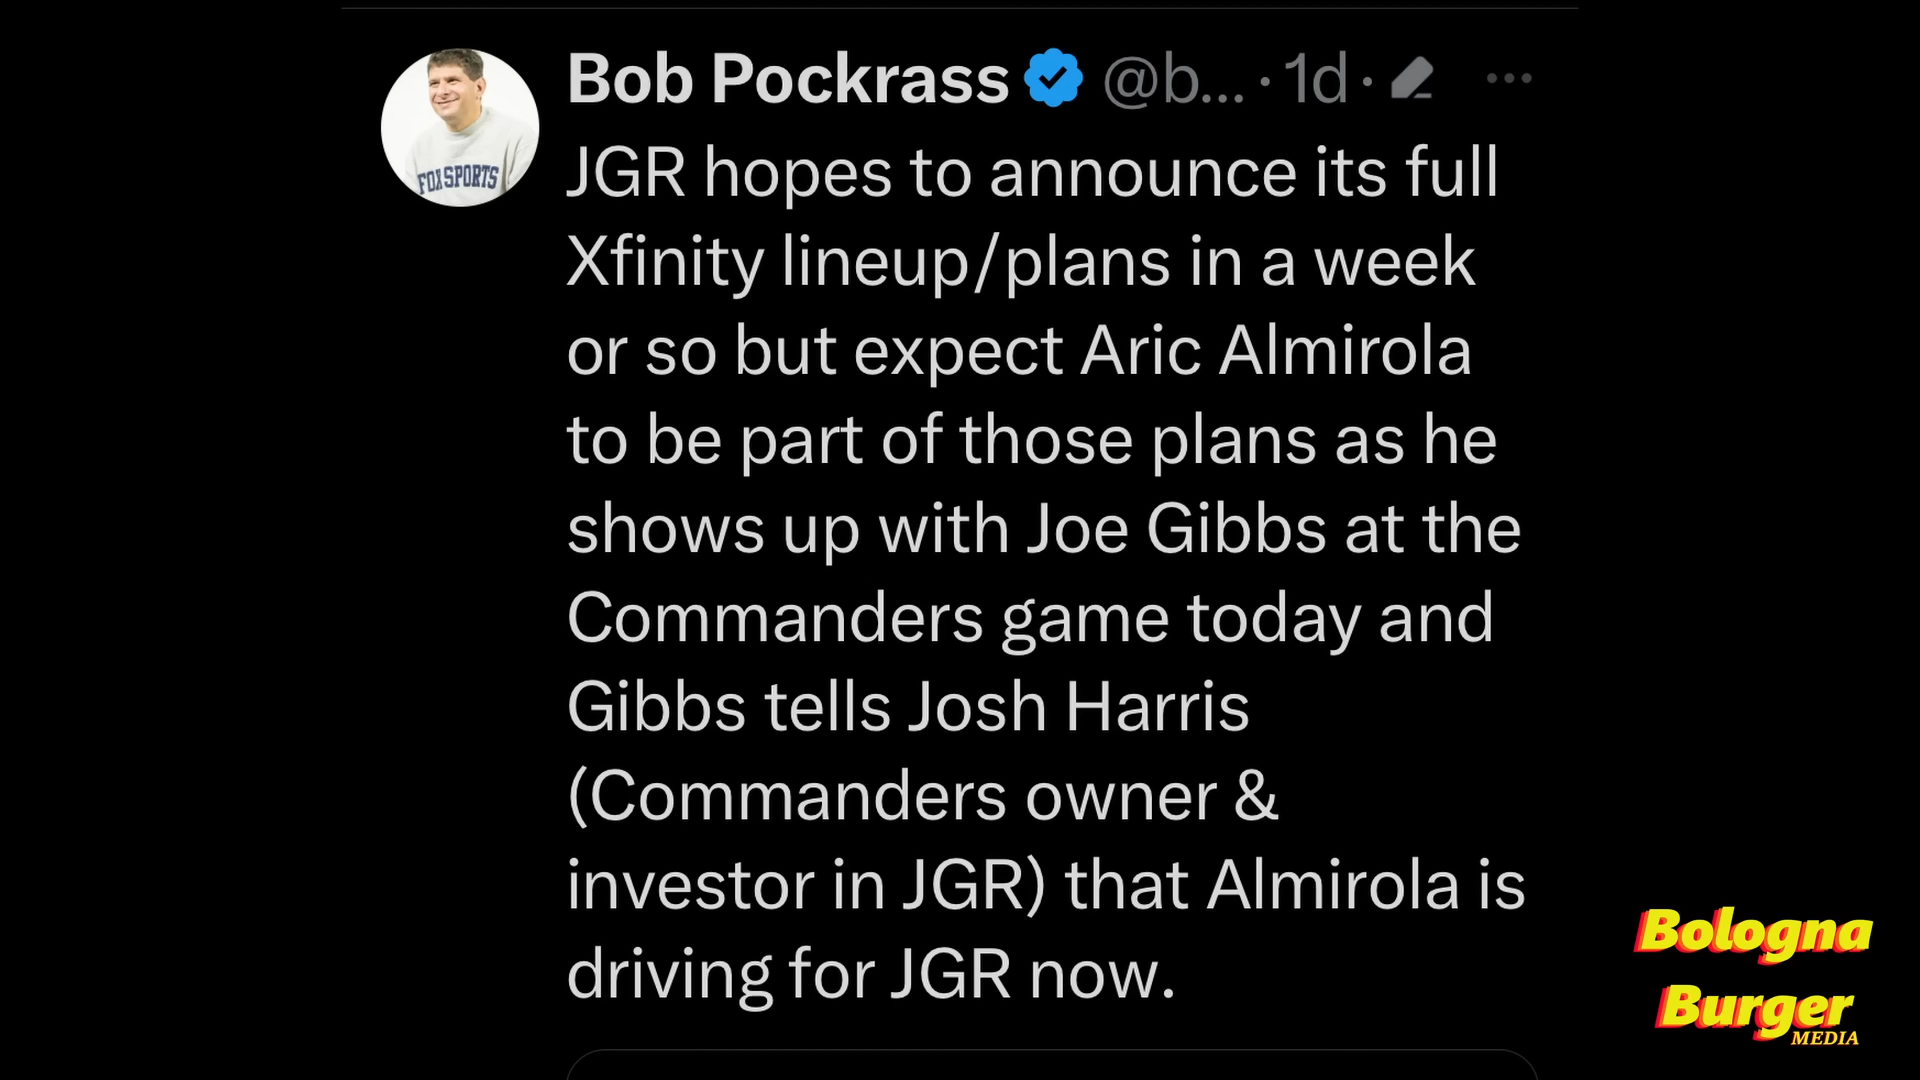 Bob Pockrass @b... · 1d ·
FOX SPORTS
JGR hopes to announce its full
Xfinity lineup/plans in a week
or so but expect Aric Almirola
to be part of those plans as he
shows up with Joe Gibbs at the
Commanders game today and
Gibbs tells Josh Harris
(Commanders owner &
investor in JGR) that Almirola is
driving for JGR now.
Bologna
Burger
MEDIA